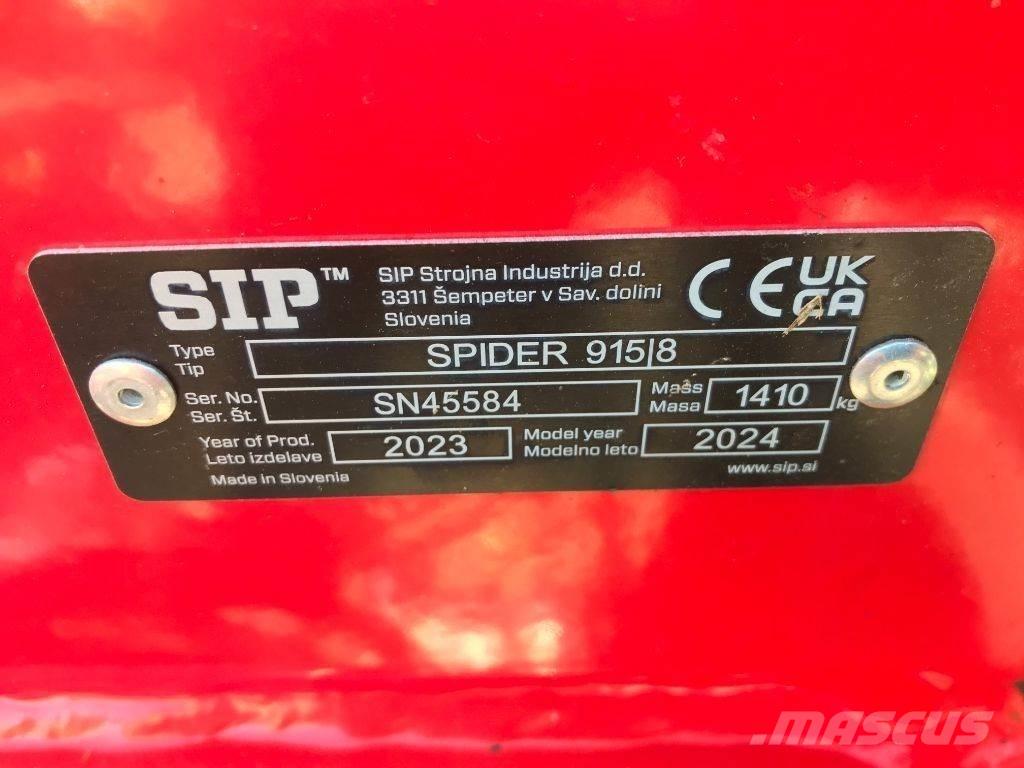 SIP™
SIP Strojna Industrija d.d.
3311 Šempeter v Sav. dolini
Slovenia
CE UK
CA
Type
Tip
SPIDER 915|8
Ser. No.
Ser. Št.
SN45584
Mass
Masa
1410 kg
Year of Prod.
Leto izdelave
2023
Model year
Modelno leto
2024
Made in Slovenia
www.sip.si
MASCUS